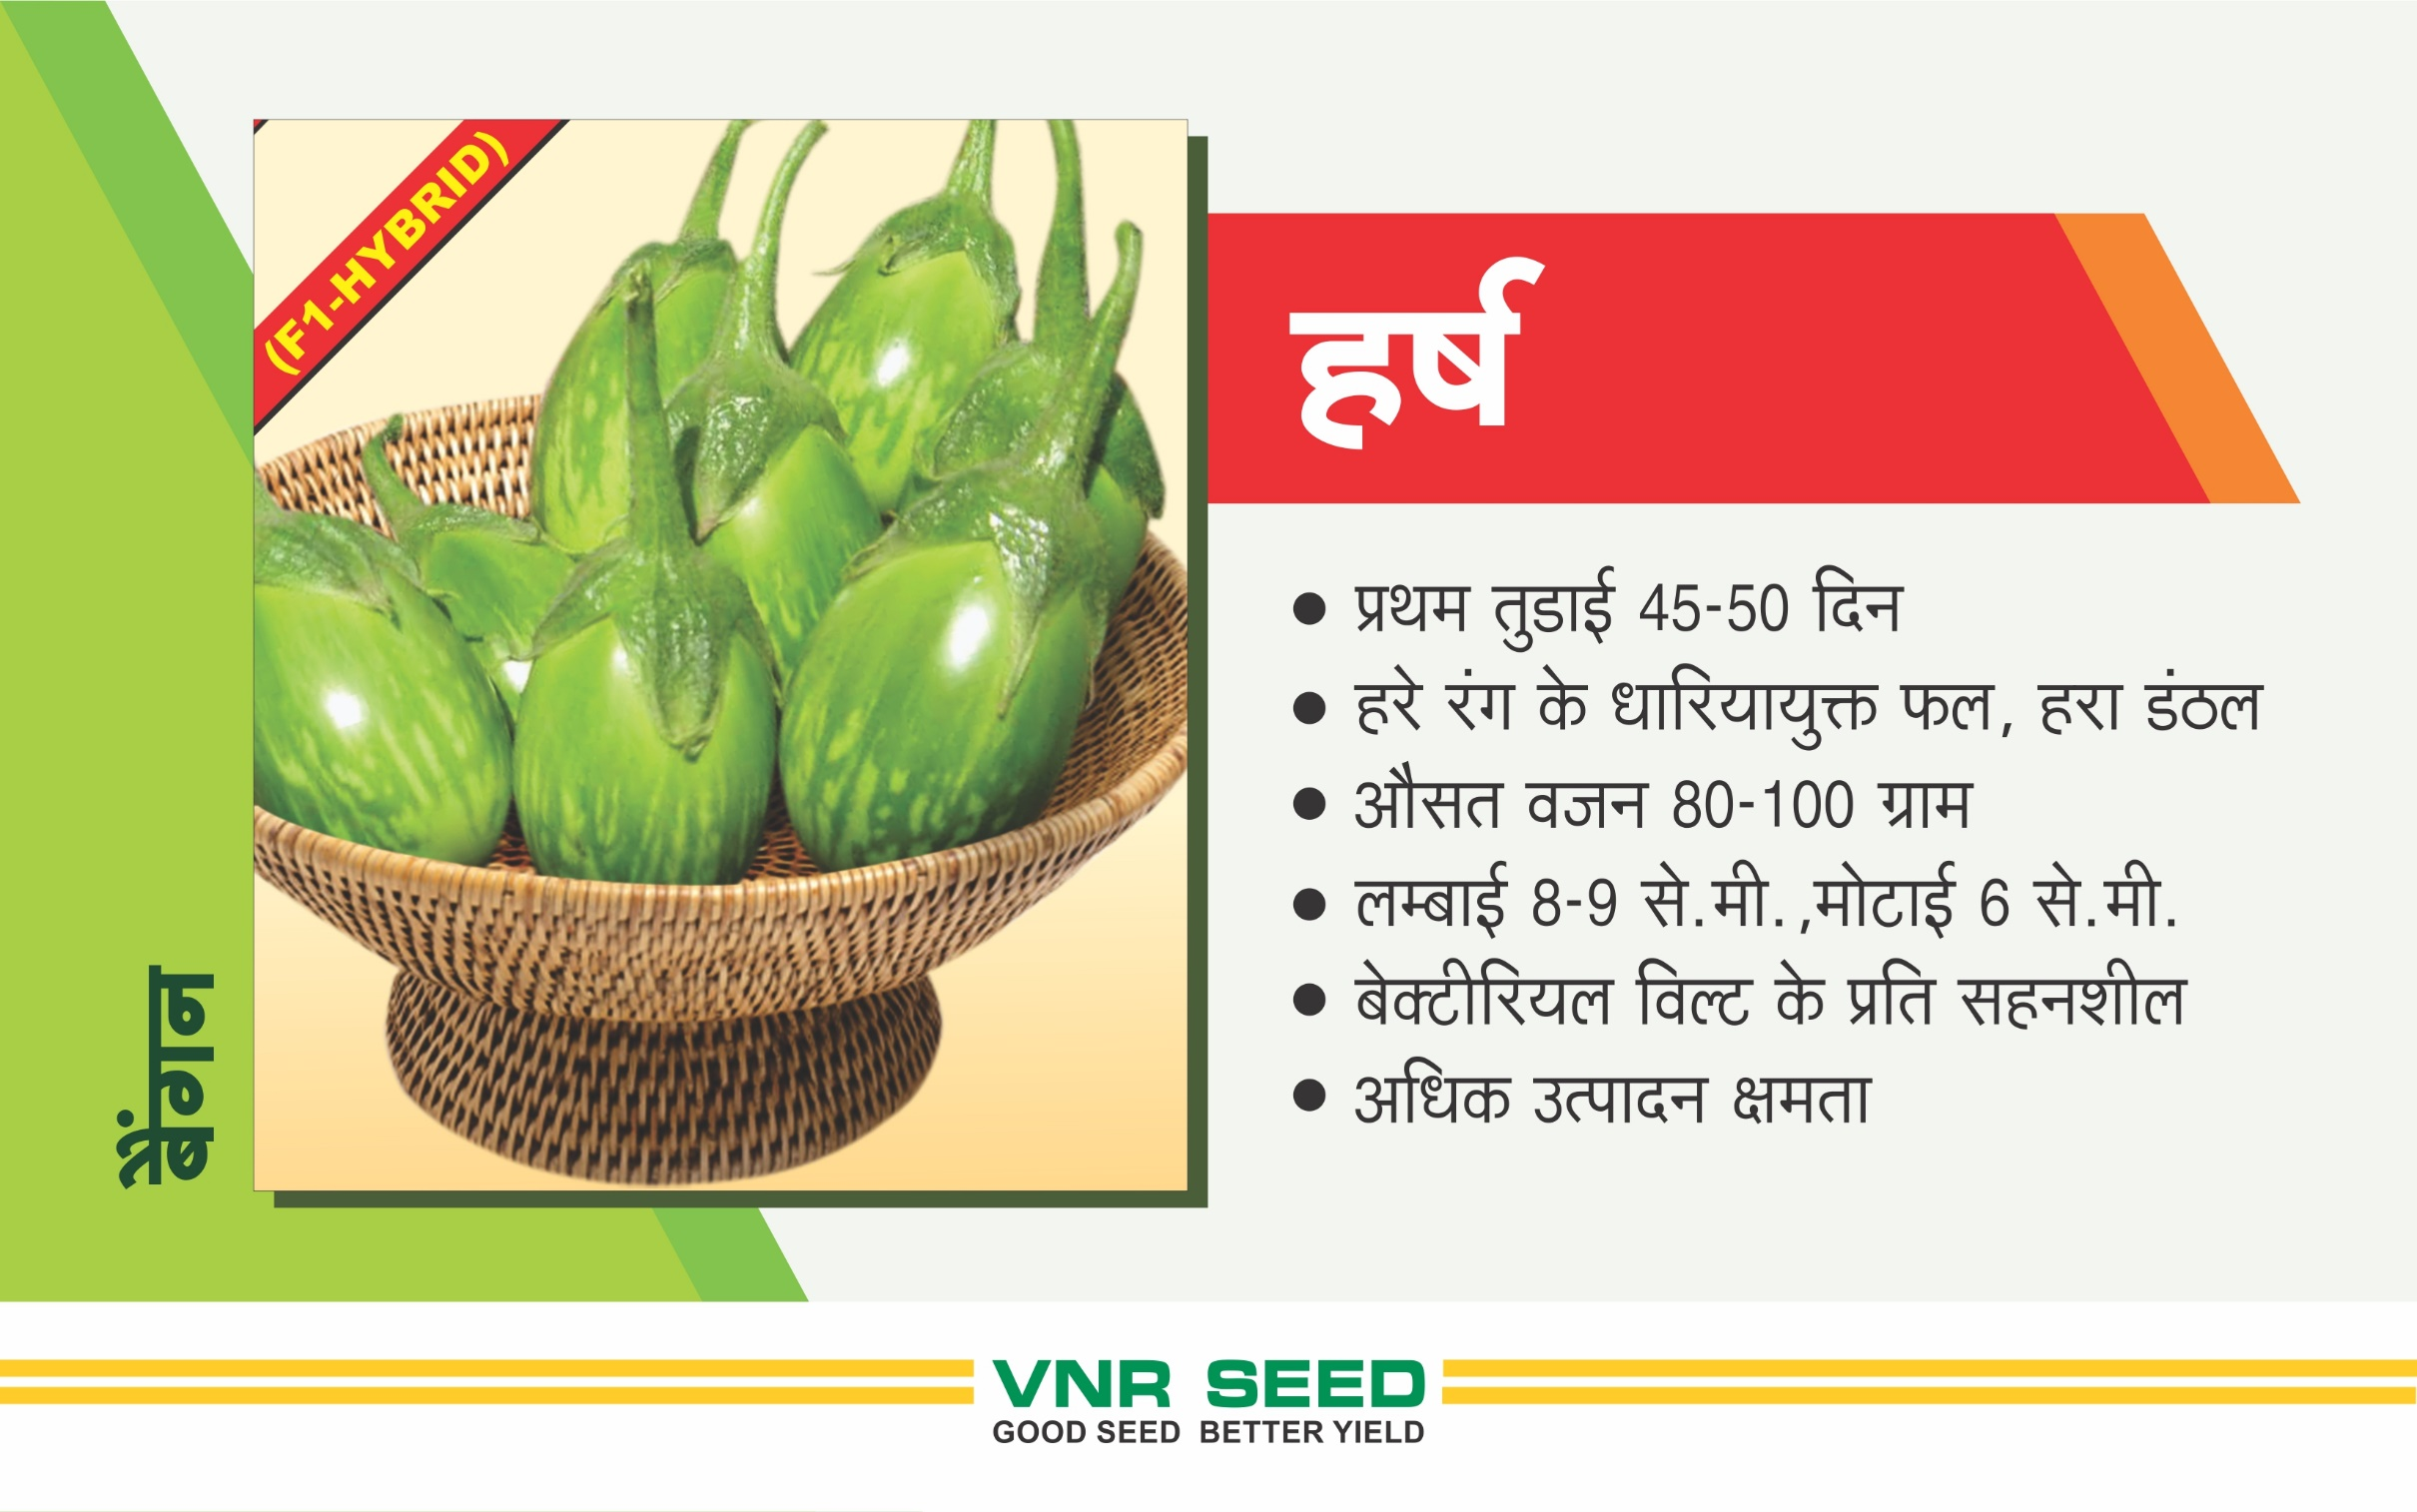 (F1-HYBRID)
बैंगन
हर्ष
● प्रथम तुडाई 45-50 दिन
● हरे रंग के धारियायुक्त फल, हरा डंठल
● औसत वजन 80-100 ग्राम
● लम्बाई 8-9 से.मी.,मोटाई 6 से.मी.
● बेक्टीरियल विल्ट के प्रति सहनशील
● अधिक उत्पादन क्षमता
VNR SEED
GOOD SEED BETTER YIELD